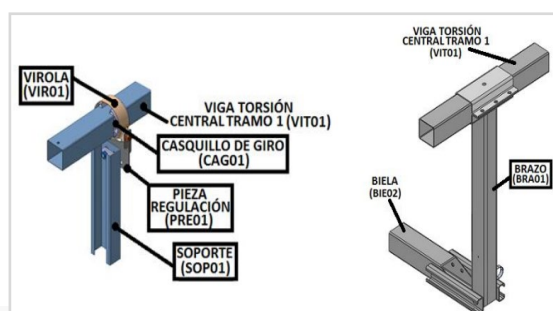 VIROLA
(VIR01)
VIGA TORSIÓN
CENTRAL TRAMO 1 (VIT01)
CASQUILLO DE GIRO
(CAG01)
PIEZA
REGULACIÓN
(PRE01)
SOPORTE
(SOP01)
VIGA TORSIÓN
CENTRAL TRAMO 1
(VIT01)
BRAZO
(BRA01)
BIELA
(BIE02)